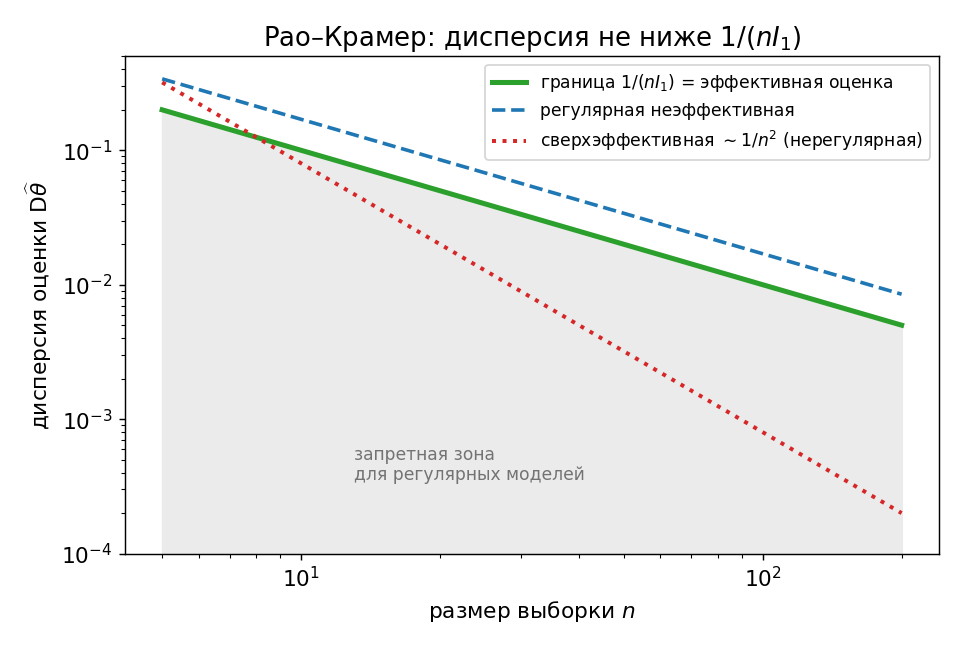 Рао–Крамер: дисперсия не ниже 1/(nI₁)
граница 1/(nI₁) = эффективная оценка
регулярная неэффективная
сверхэффективная ~ 1/n² (нерегулярная)
дисперсия оценки Dθ̂
10⁻¹
10⁻²
10⁻³
10⁻⁴
запретная зона
для регулярных моделей
10¹
10²
размер выборки n